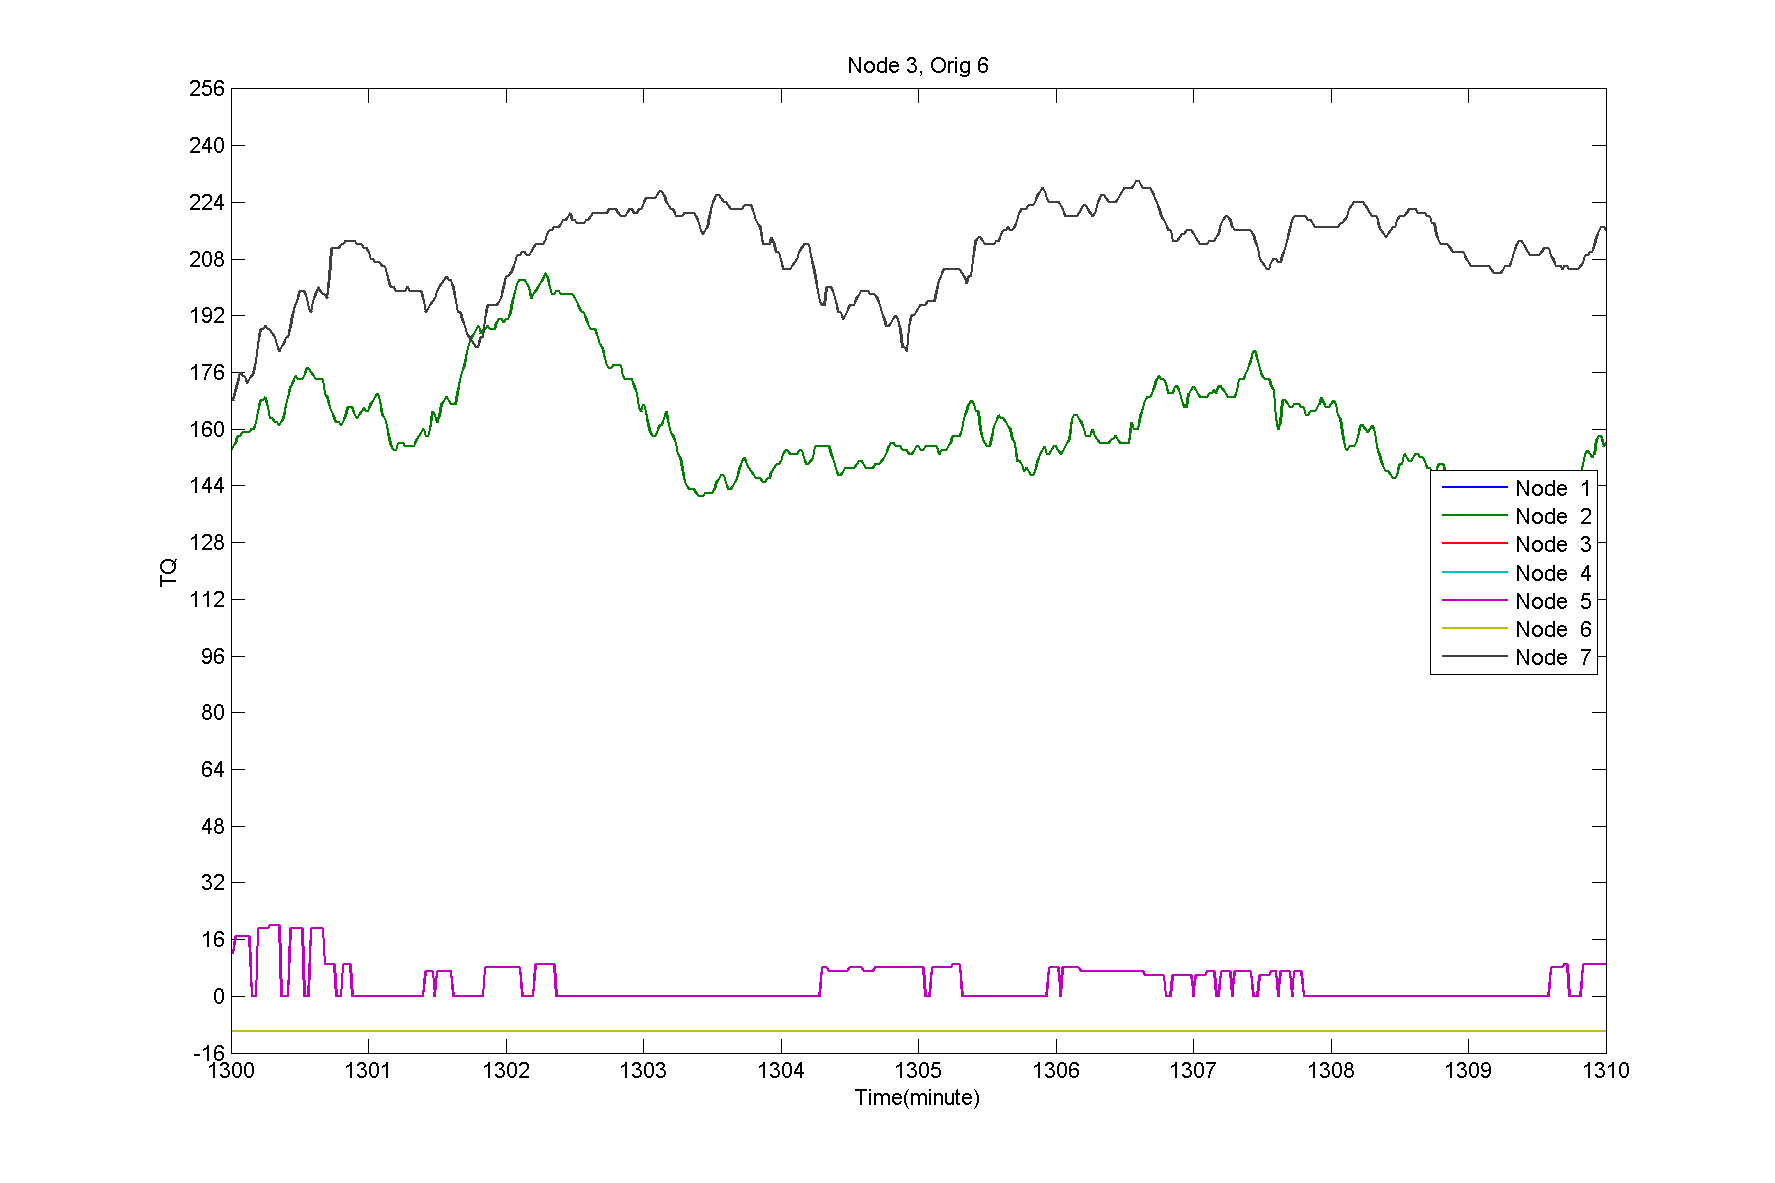 Node 3, Orig 6
256
240
224
208
192
176
160
144
128
112
96
80
64
48
32
16
0
-16
TQ
Node 1
Node 2
Node 3
Node 4
Node 5
Node 6
Node 7
1300 1301 1302 1303 1304 1305 1306 1307 1308 1309 1310
Time(minute)